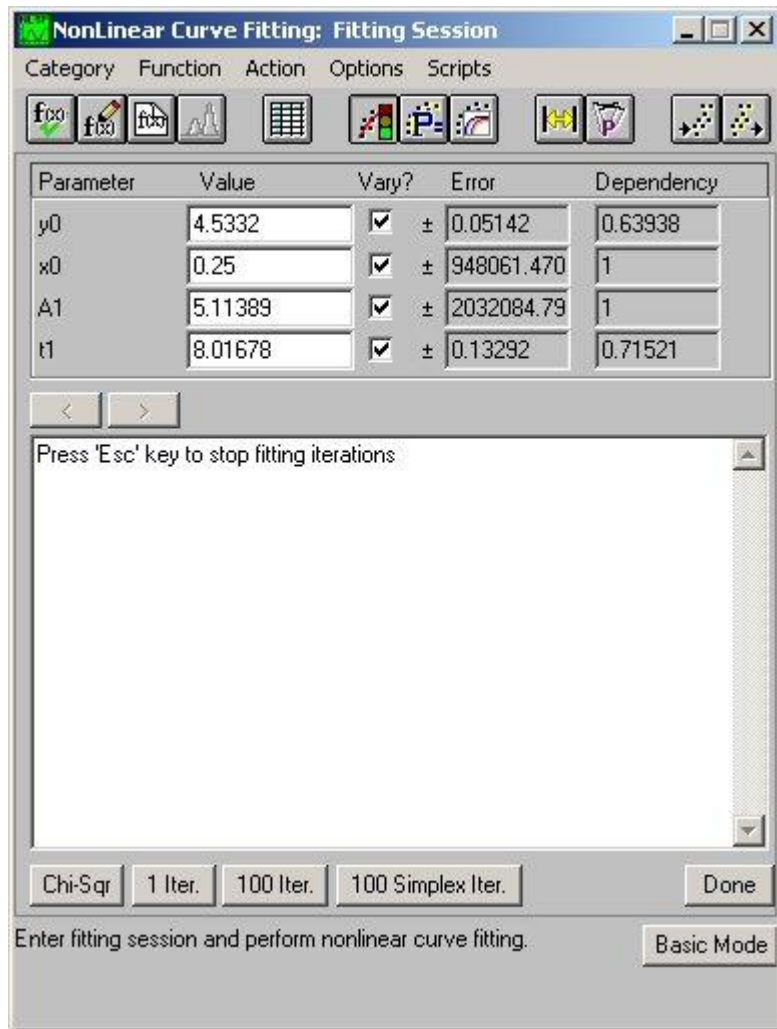 NonLinear Curve Fitting: Fitting Session
Category Function Action Options Scripts
f(x) f(x) f(x) P= P
Parameter Value Vary? Error Dependency
y0 4.5332 ± 0.05142 0.63938
x0 0.25 ± 948061.470 1
A1 5.11389 ± 2032084.79 1
t1 8.01678 ± 0.13292 0.71521
< >
Press 'Esc' key to stop fitting iterations
Chi-Sqr 1 Iter. 100 Iter. 100 Simplex Iter. Done
Enter fitting session and perform nonlinear curve fitting. Basic Mode